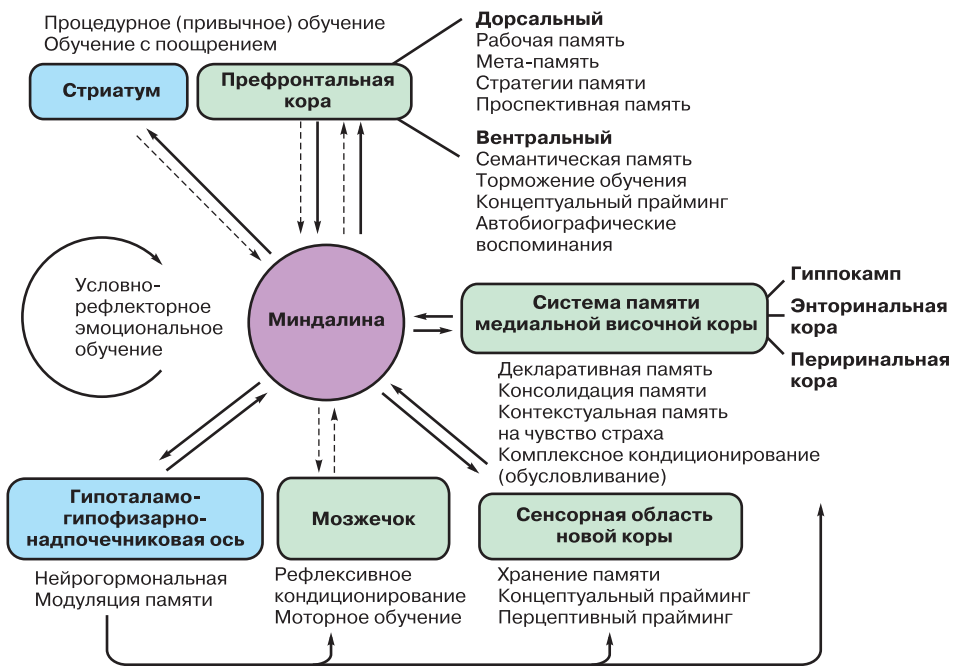 Процедурное (привычное) обучение
Обучение с поощрением
Стриатум
Префронтальная
кора
Дорсальный
Рабочая память
Мета-память
Стратегии памяти
Проспективная память
Вентральный
Семантическая память
Торможение обучения
Концептуальный прайминг
Автобиографические
воспоминания
Условно-
рефлекторное
эмоциональное
обучение
Миндалина
Система памяти
медиальной височной коры
Гиппокамп
Энторинальная
кора
Периринальная
кора
Декларативная память
Консолидация памяти
Контекстуальная память
на чувство страха
Комплексное кондиционирование
(обусловливание)
Гипоталамо-
гипофизарно-
надпочечниковая ось
Нейрогормональная
Модуляция памяти
Мозжечок
Рефлексивное
кондиционирование
Моторное обучение
Сенсорная область
новой коры
Хранение памяти
Концептуальный прайминг
Перцептивный прайминг